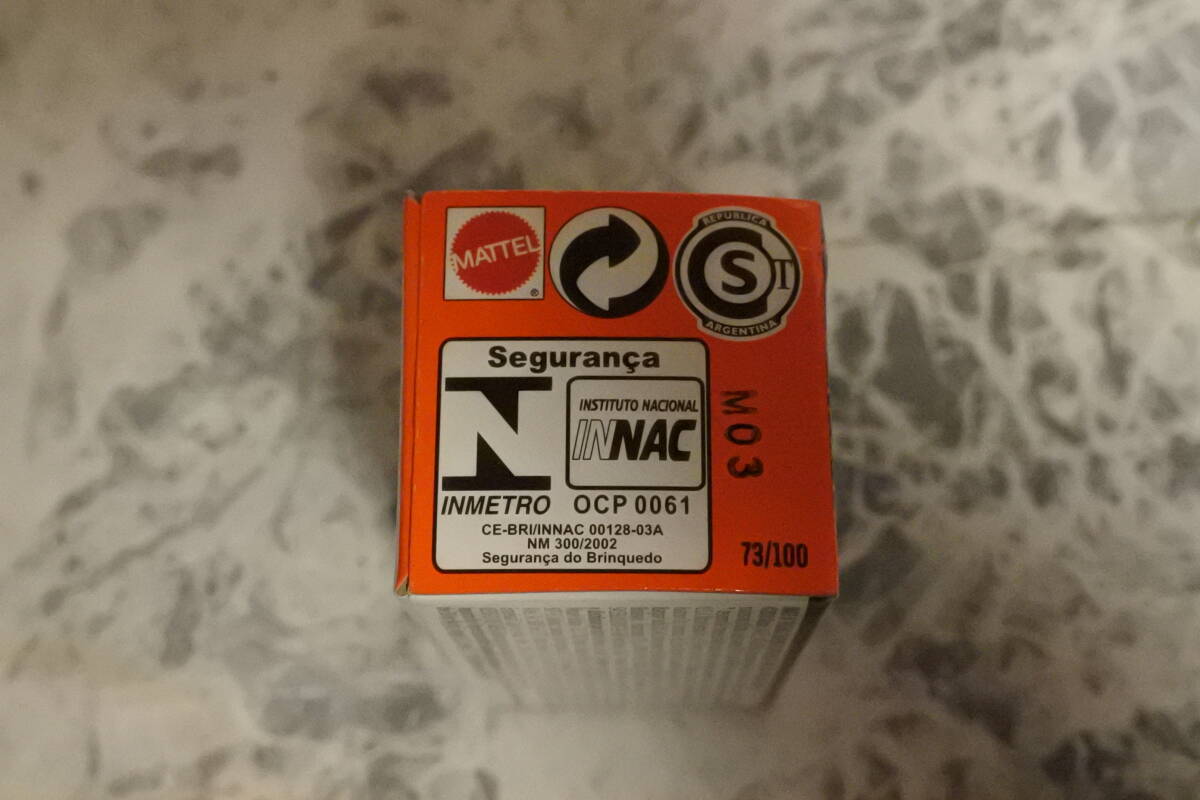 MATTEL
®
REPUBLICA
S T
ARGENTINA
Segurança
INSTITUTO NACIONAL
INNAC
INMETRO OCP 0061
CE-BRI/INNAC 00128-03A
NM 300/2002
Segurança do Brinquedo
M03
73/100